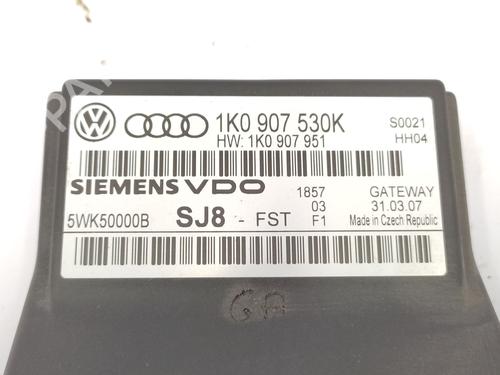 1K0 907 530K S0021
HW: 1K0 907 951 HH04
SIEMENS VDO 1857 GATEWAY
03 31.03.07
5WK50000B SJ8 - FST F1 Made in Czech Republic
GA